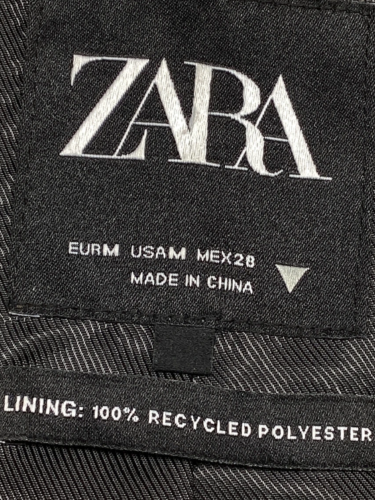 ZARA
EURM USAM MEX28
MADE IN CHINA
LINING: 100% RECYCLED POLYESTER